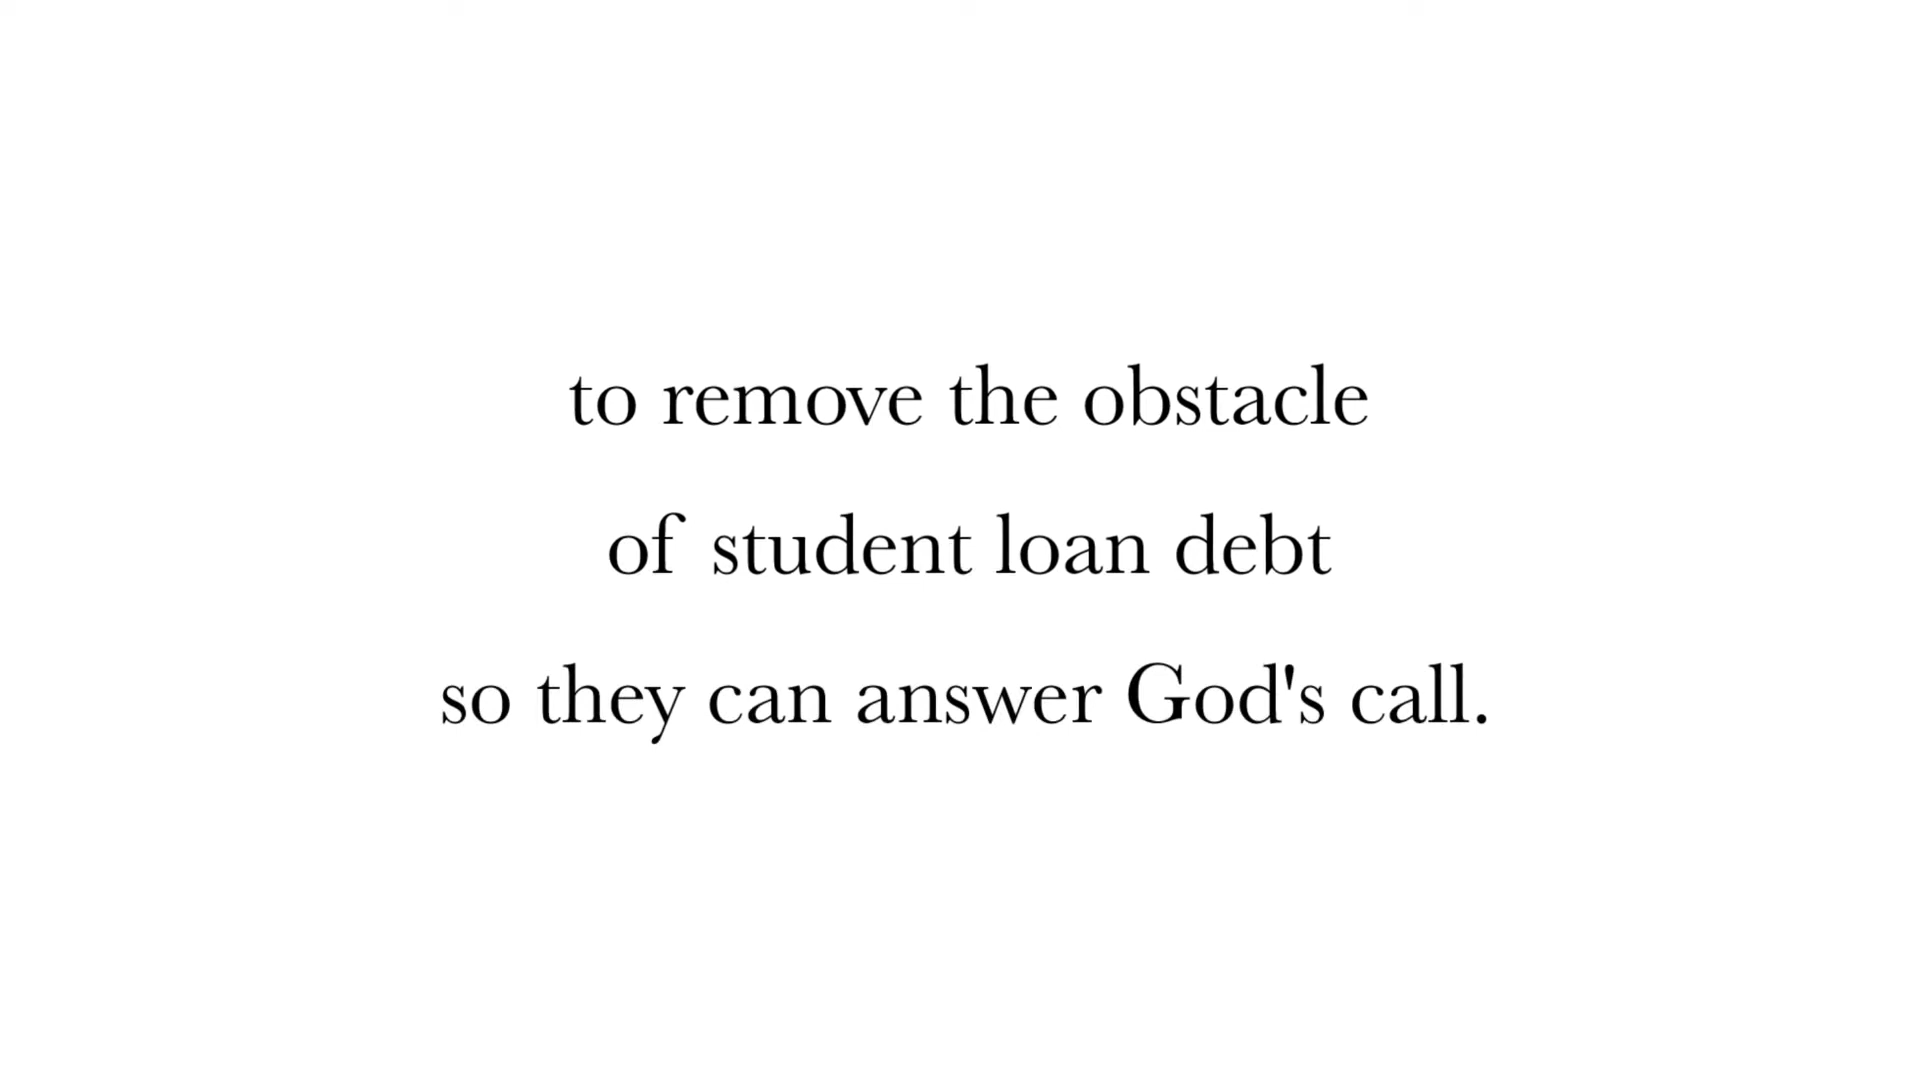 to remove the obstacle
of student loan debt
so they can answer God's call.